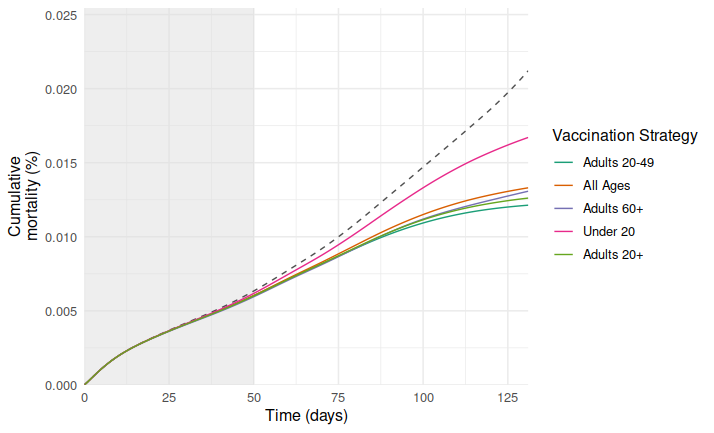 0.025
0.020
0.015
0.010
0.005
0.000
Cumulative
mortality (%)
0 25 50 75 100 125
Time (days)
Vaccination Strategy
Adults 20-49
All Ages
Adults 60+
Under 20
Adults 20+